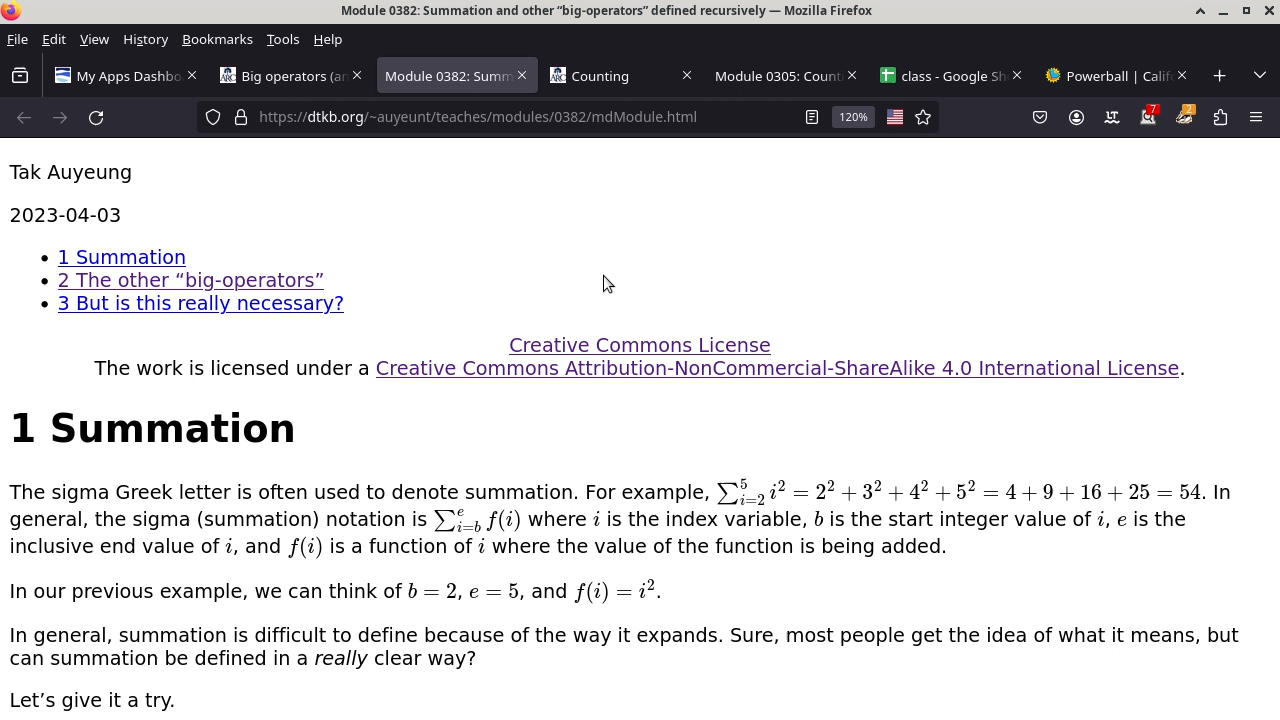 Module 0382: Summation and other “big-operators” defined recursively — Mozilla Firefox
File Edit View History Bookmarks Tools Help
My Apps Dashbo Big operators (an Module 0382: Summ Counting Module 0305: Count class - Google Sh Powerball | Calif
https://dtkb.org/~auyeunt/teaches/modules/0382/mdModule.html 120% 7 2
Tak Auyeung
2023-04-03
• 1 Summation
• 2 The other “big-operators”
• 3 But is this really necessary?
Creative Commons License
The work is licensed under a Creative Commons Attribution-NonCommercial-ShareAlike 4.0 International License.
1 Summation
The sigma Greek letter is often used to denote summation. For example, ∑_{i=2}^{5} i² = 2² + 3² + 4² + 5² = 4 + 9 + 16 + 25 = 54. In
general, the sigma (summation) notation is ∑_{i=b}^{e} f(i) where i is the index variable, b is the start integer value of i, e is the
inclusive end value of i, and f(i) is a function of i where the value of the function is being added.
In our previous example, we can think of b = 2, e = 5, and f(i) = i².
In general, summation is difficult to define because of the way it expands. Sure, most people get the idea of what it means, but
can summation be defined in a really clear way?
Let’s give it a try.